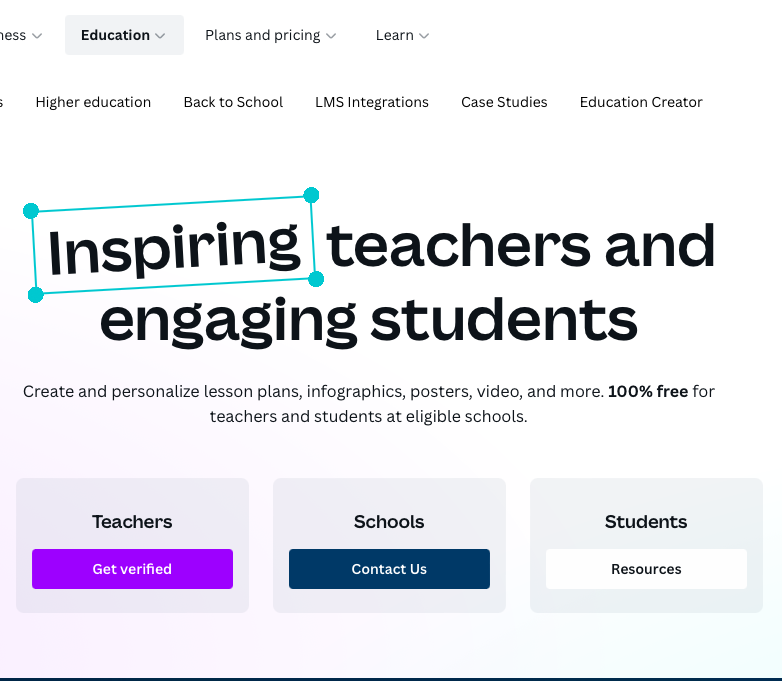 Education
Plans and pricing
Learn
Higher education
Back to School
LMS Integrations
Case Studies
Education Creator
Inspiring teachers and
engaging students
Create and personalize lesson plans, infographics, posters, video, and more. 100% free for
teachers and students at eligible schools.
Teachers
Get verified
Schools
Contact Us
Students
Resources